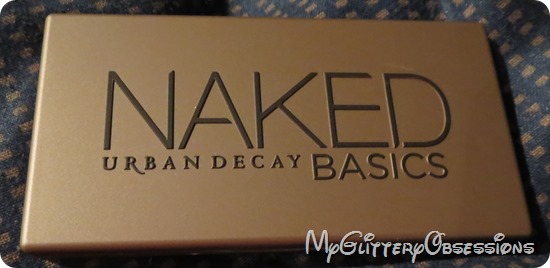 NAKED
URBAN DECAY BASICS
MyGlitteryObsessions